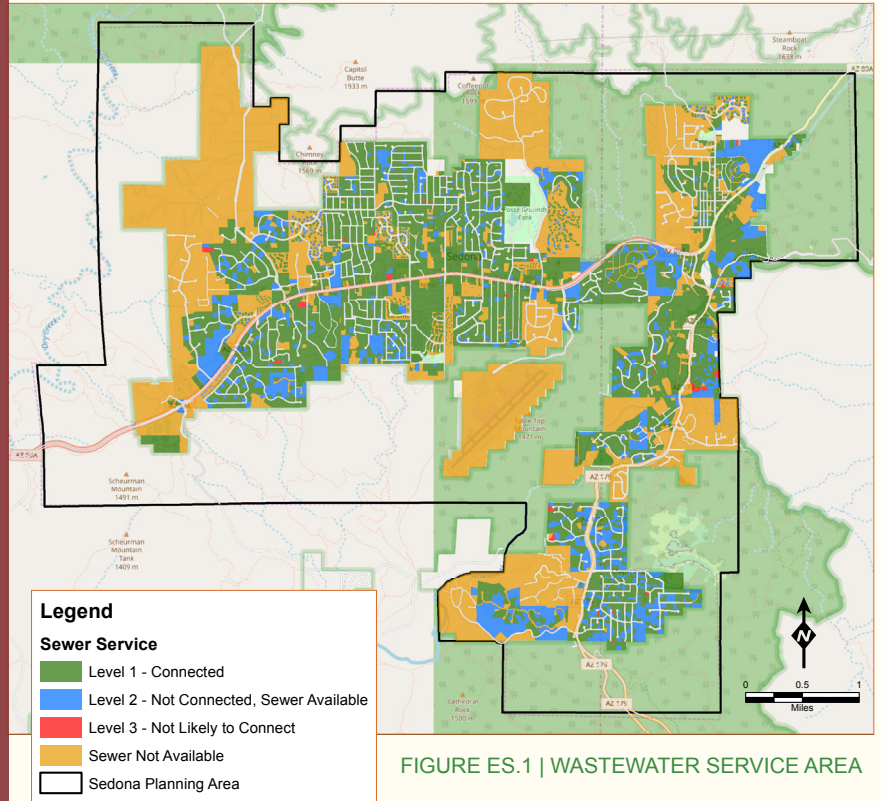 Steamboat
Rock
1638 m
AZ 89A
Capitol
Butte
1933 m
Coffeepot
Rock
1599
Chimney
Rock
1569 m
Posse Grounds
Park
Sedona
Dry Creek
Table Top
Mountain
1471 m
AZ 89A
AZ 179
Scheurman
Mountain
1491 m
Scheurman
Mountain
Tank
1409 m
AZ 179
Cathedral
Rock
1500 m
AZ 179
N
0 0.5 1
Miles
Legend
Sewer Service
Level 1 - Connected
Level 2 - Not Connected, Sewer Available
Level 3 - Not Likely to Connect
Sewer Not Available
Sedona Planning Area
FIGURE ES.1 | WASTEWATER SERVICE AREA